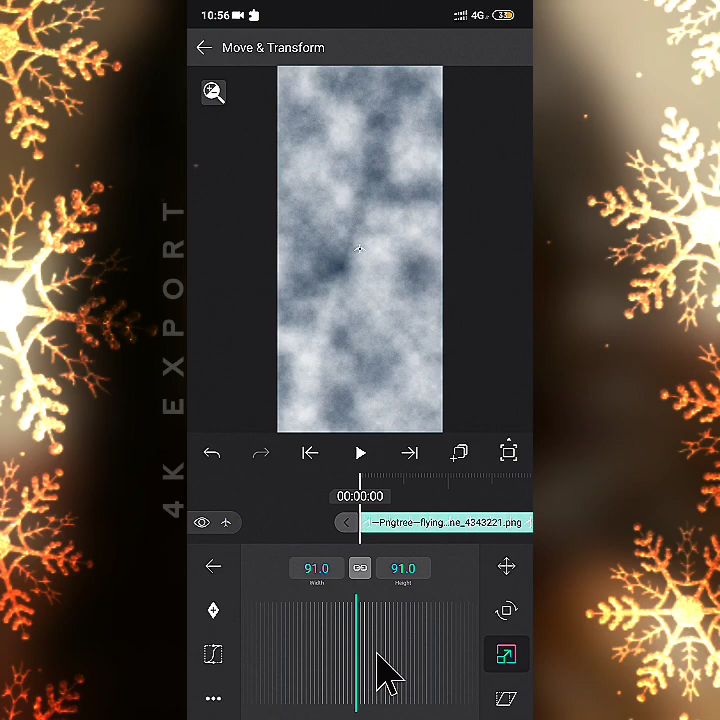 10:56
4G
33
Move & Transform
4K EXPORT
00:00:00
—Pngtree—flying...ne_4343221.png
91.0
91.0
Width
Height